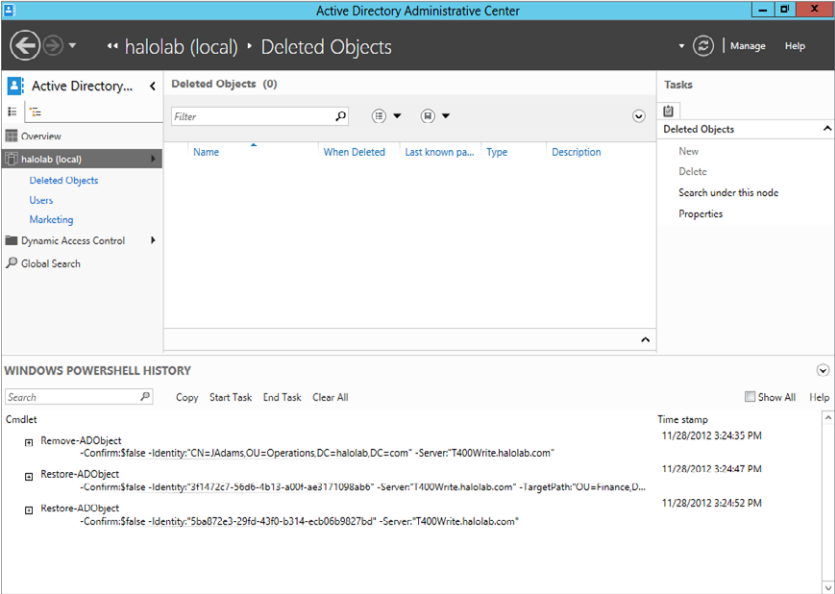 Active Directory Administrative Center
halolab (local) Deleted Objects
Manage Help
Active Directory...
Overview
halolab (local)
Deleted Objects
Users
Marketing
Dynamic Access Control
Global Search
Deleted Objects (0)
Filter
Name When Deleted Last known pa... Type Description
Tasks
Deleted Objects
New
Delete
Search under this node
Properties
WINDOWS POWERSHELL HISTORY
Search Copy Start Task End Task Clear All Show All Help
Cmdlet Time stamp
Remove-ADObject 11/28/2012 3:24:35 PM
-Confirm:$false -Identity:"CN=JAdams,OU=Operations,DC=halolab,DC=com" -Server:"T400Write.halolab.com"
Restore-ADObject 11/28/2012 3:24:47 PM
-Confirm:$false -Identity:"3f1472c7-56d6-4b13-a00f-ae3171098ab6" -Server:"T400Write.halolab.com" -TargetPath:"OU=Finance,D...
Restore-ADObject 11/28/2012 3:24:52 PM
-Confirm:$false -Identity:"5ba872e3-29fd-43f0-b314-ecb06b9827bd" -Server:"T400Write.halolab.com"